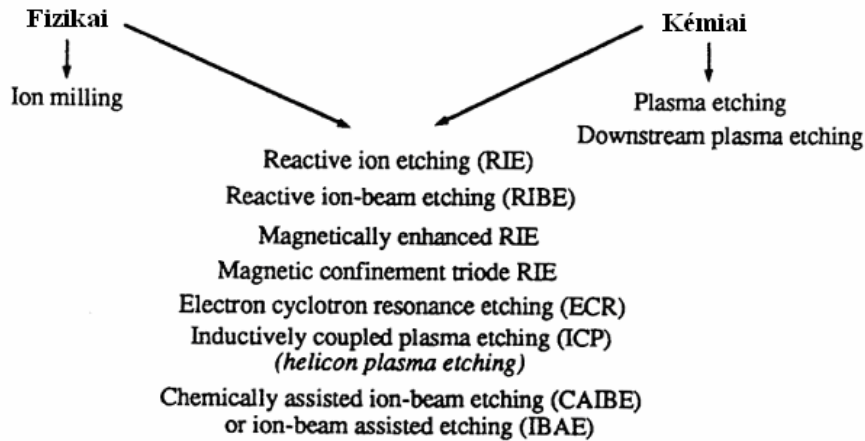 Fizikai
Kémiai
Ion milling
Plasma etching
Downstream plasma etching
Reactive ion etching (RIE)
Reactive ion-beam etching (RIBE)
Magnetically enhanced RIE
Magnetic confinement triode RIE
Electron cyclotron resonance etching (ECR)
Inductively coupled plasma etching (ICP)
(helicon plasma etching)
Chemically assisted ion-beam etching (CAIBE)
or ion-beam assisted etching (IBAE)